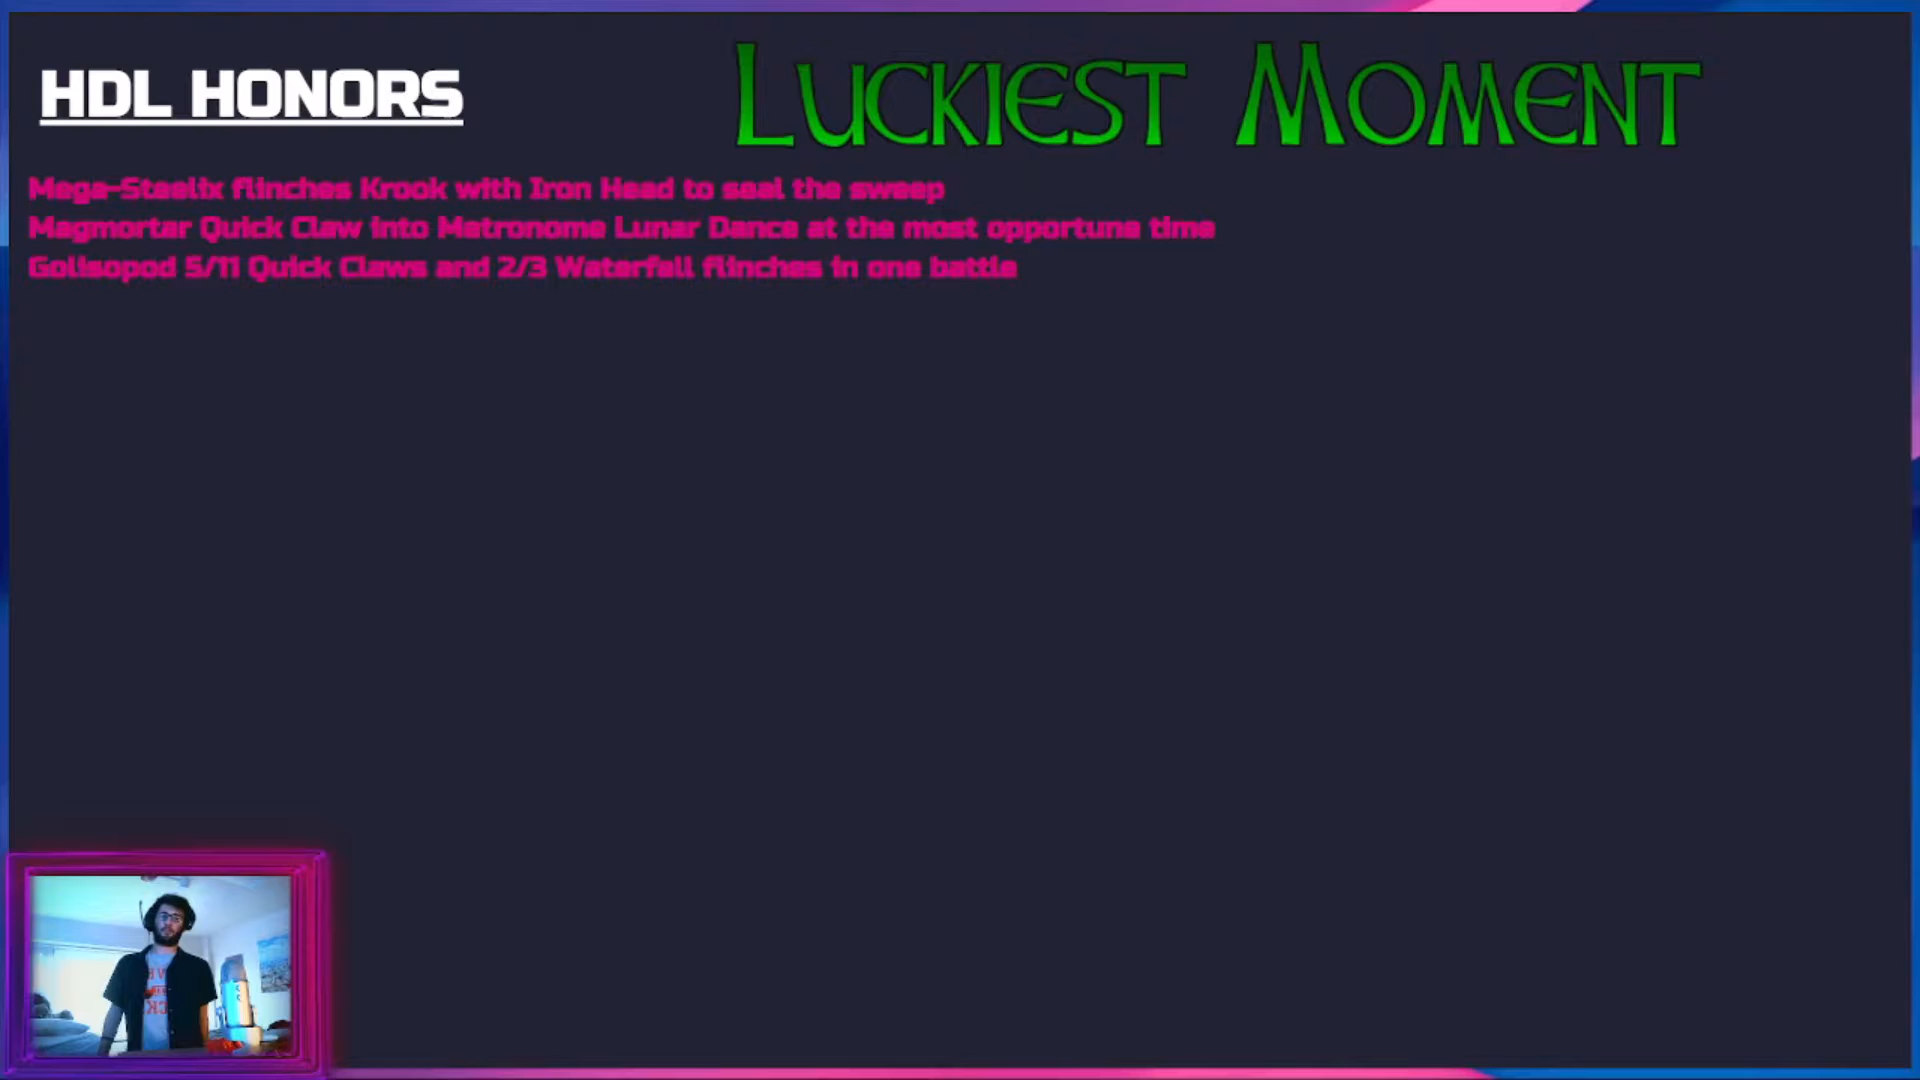 HDL HONORS
Luckiest Moment
Mega-Steelix flinches Krook with Iron Head to seal the sweep
Magmortar Quick Claw into Metronome Lunar Dance at the most opportune time
Golisopod 5/11 Quick Claws and 2/3 Waterfall flinches in one battle